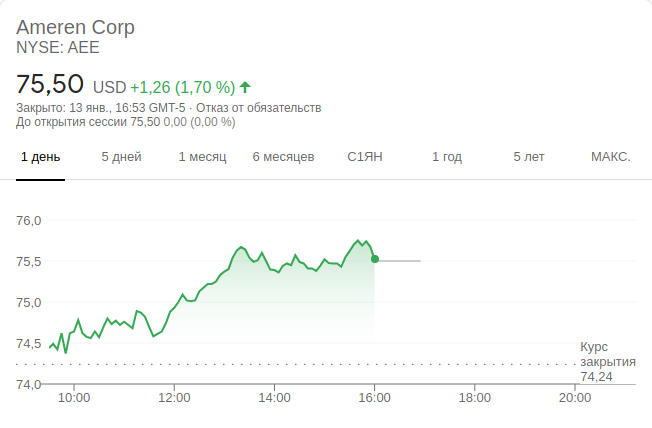 Ameren Corp
NYSE: AEE
75,50 USD +1,26 (1,70 %)
Закрыто: 13 янв., 16:53 GMT-5 · Отказ от обязательств
До открытия сессии 75,50 0,00 (0,00 %)
1 день 5 дней 1 месяц 6 месяцев С1ЯН 1 год 5 лет МАКС.
76,0
75,5
75,0
74,5
Курс
закрытия
74,24
74,0
10:00 12:00 14:00 16:00 18:00 20:00